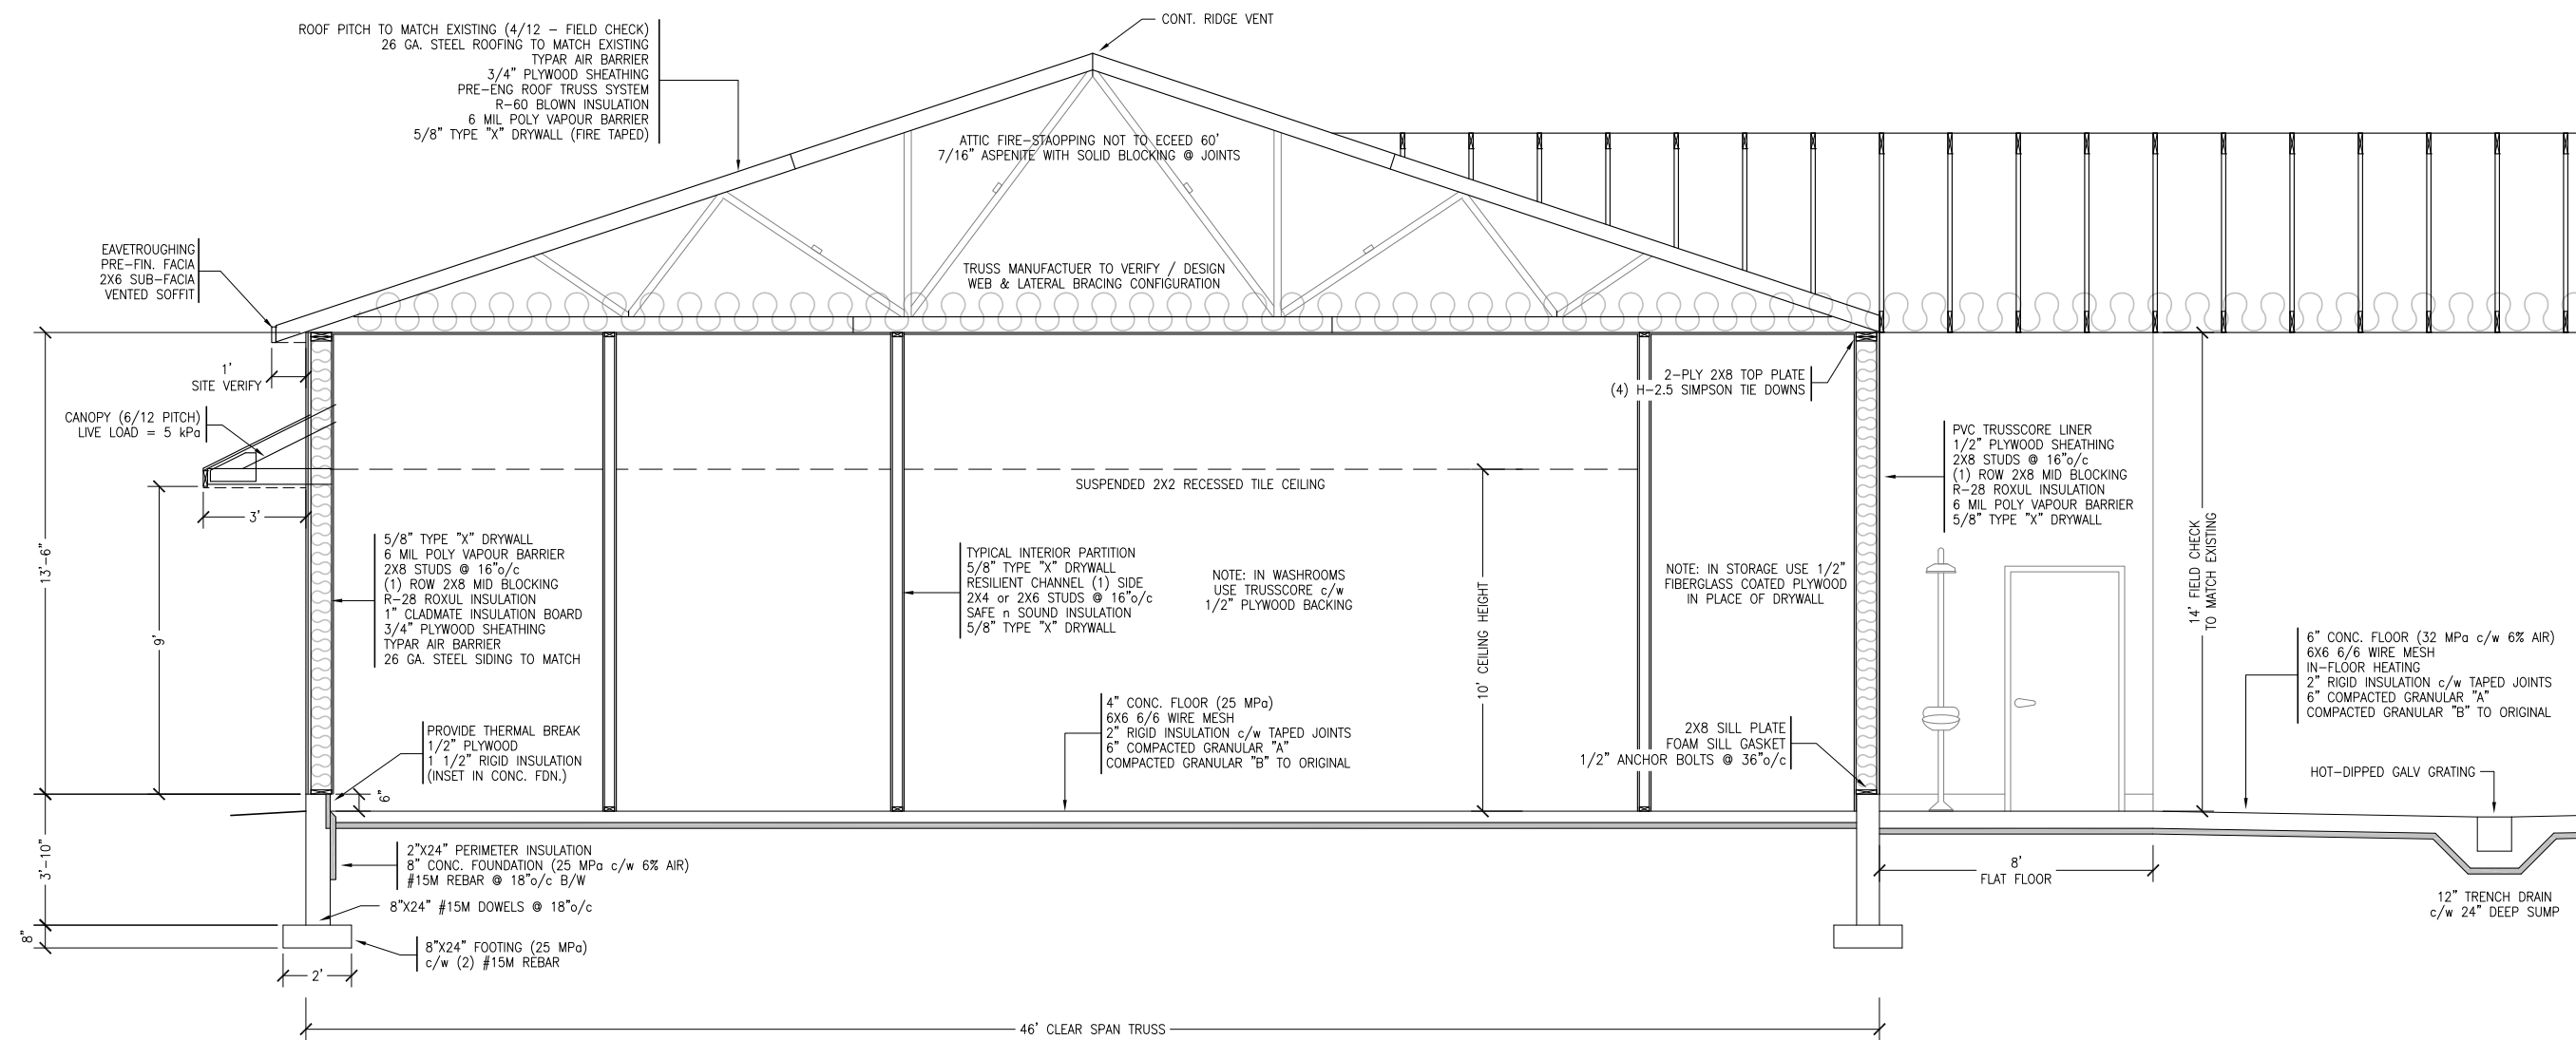 CONT. RIDGE VENT
ROOF PITCH TO MATCH EXISTING (4/12 – FIELD CHECK)
26 GA. STEEL ROOFING TO MATCH EXISTING
TYPAR AIR BARRIER
3/4" PLYWOOD SHEATHING
PRE–ENG ROOF TRUSS SYSTEM
R–60 BLOWN INSULATION
6 MIL POLY VAPOUR BARRIER
5/8" TYPE "X" DRYWALL (FIRE TAPED)
ATTIC FIRE–STAOPPING NOT TO ECEED 60'
7/16" ASPENITE WITH SOLID BLOCKING @ JOINTS
EAVETROUGHING
PRE–FIN. FACIA
2X6 SUB–FACIA
VENTED SOFFIT
TRUSS MANUFACTUER TO VERIFY / DESIGN
WEB & LATERAL BRACING CONFIGURATION
1'
SITE VERIFY
2–PLY 2X8 TOP PLATE
(4) H–2.5 SIMPSON TIE DOWNS
CANOPY (6/12 PITCH)
LIVE LOAD = 5 kPa
PVC TRUSSCORE LINER
1/2" PLYWOOD SHEATHING
2X8 STUDS @ 16"o/c
(1) ROW 2X8 MID BLOCKING
R–28 ROXUL INSULATION
6 MIL POLY VAPOUR BARRIER
5/8" TYPE "X" DRYWALL
SUSPENDED 2X2 RECESSED TILE CEILING
3'
13'–6"
9'
5/8" TYPE "X" DRYWALL
6 MIL POLY VAPOUR BARRIER
2X8 STUDS @ 16"o/c
(1) ROW 2X8 MID BLOCKING
R–28 ROXUL INSULATION
1" CLADMATE INSULATION BOARD
3/4" PLYWOOD SHEATHING
TYPAR AIR BARRIER
26 GA. STEEL SIDING TO MATCH
TYPICAL INTERIOR PARTITION
5/8" TYPE "X" DRYWALL
RESILIENT CHANNEL (1) SIDE
2X4 or 2X6 STUDS @ 16"o/c
SAFE n SOUND INSULATION
5/8" TYPE "X" DRYWALL
NOTE: IN WASHROOMS
USE TRUSSCORE c/w
1/2" PLYWOOD BACKING
10' CEILING HEIGHT
NOTE: IN STORAGE USE 1/2"
FIBERGLASS COATED PLYWOOD
IN PLACE OF DRYWALL
14' FIELD CHECK
TO MATCH EXISTING
6" CONC. FLOOR (32 MPa c/w 6% AIR)
6X6 6/6 WIRE MESH
IN–FLOOR HEATING
2" RIGID INSULATION c/w TAPED JOINTS
6" COMPACTED GRANULAR "A"
COMPACTED GRANULAR "B" TO ORIGINAL
4" CONC. FLOOR (25 MPa)
6X6 6/6 WIRE MESH
2" RIGID INSULATION c/w TAPED JOINTS
6" COMPACTED GRANULAR "A"
COMPACTED GRANULAR "B" TO ORIGINAL
PROVIDE THERMAL BREAK
1/2" PLYWOOD
1 1/2" RIGID INSULATION
(INSET IN CONC. FDN.)
2X8 SILL PLATE
FOAM SILL GASKET
1/2" ANCHOR BOLTS @ 36"o/c
HOT–DIPPED GALV GRATING
6"
3'–10"
2"X24" PERIMETER INSULATION
8" CONC. FOUNDATION (25 MPa c/w 6% AIR)
#15M REBAR @ 18"o/c B/W
8'
FLAT FLOOR
8"X24" #15M DOWELS @ 18"o/c
12" TRENCH DRAIN
c/w 24" DEEP SUMP
8"
8"X24" FOOTING (25 MPa)
c/w (2) #15M REBAR
2'
46' CLEAR SPAN TRUSS